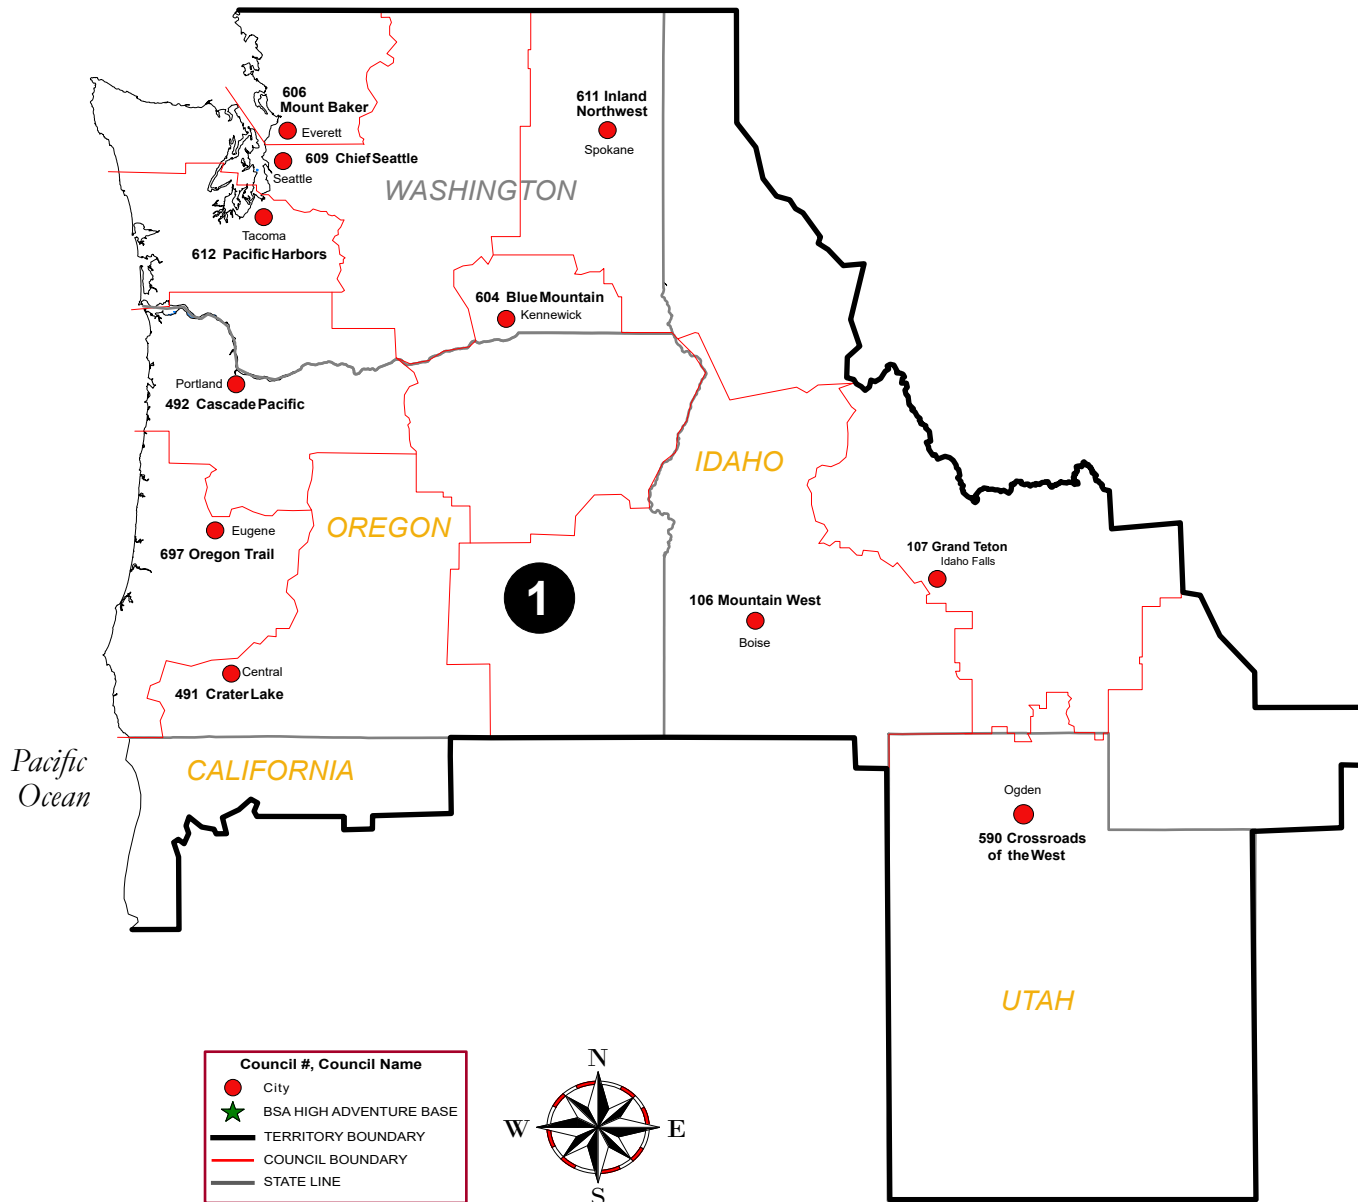 606
Mount Baker
Everett
611 Inland
Northwest
Spokane
609 Chief Seattle
Seattle
WASHINGTON
Tacoma
612 Pacific Harbors
604 Blue Mountain
Kennewick
Portland
492 Cascade Pacific
IDAHO
OREGON
Eugene
697 Oregon Trail
107 Grand Teton
Idaho Falls
1
106 Mountain West
Boise
Central
491 Crater Lake
Pacific
Ocean
CALIFORNIA
Ogden
590 Crossroads
of the West
UTAH
Council #, Council Name
City
BSA HIGH ADVENTURE BASE
TERRITORY BOUNDARY
COUNCIL BOUNDARY
STATE LINE
N
W
E
S